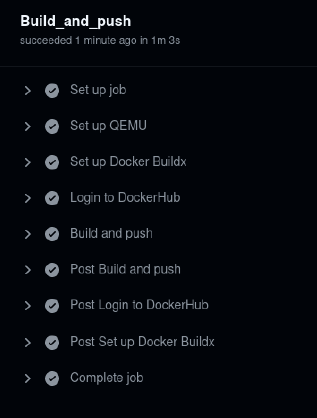 Build_and_push
succeeded 1 minute ago in 1m 3s
Set up job
Set up QEMU
Set up Docker Buildx
Login to DockerHub
Build and push
Post Build and push
Post Login to DockerHub
Post Set up Docker Buildx
Complete job